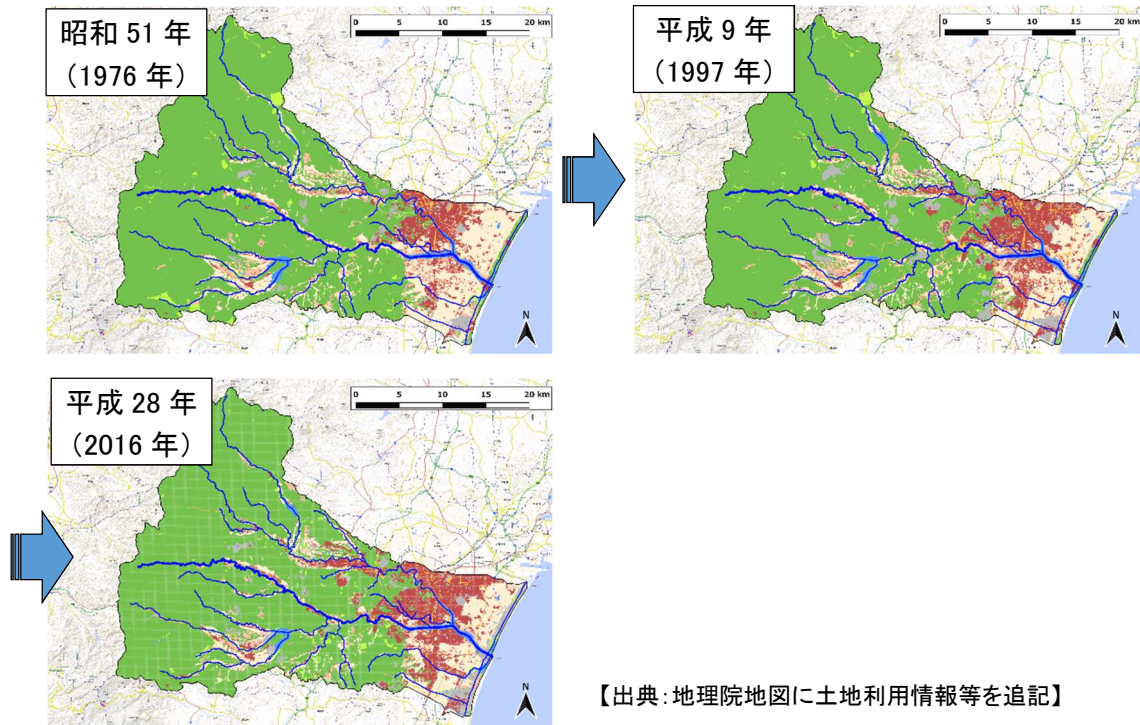 昭和 51 年
（1976 年）
0 5 10 15 20 km
N
平成 9 年
（1997 年）
0 5 10 15 20 km
N
平成 28 年
（2016 年）
0 5 10 15 20 km
N
【出典：地理院地図に土地利用情報等を追記】